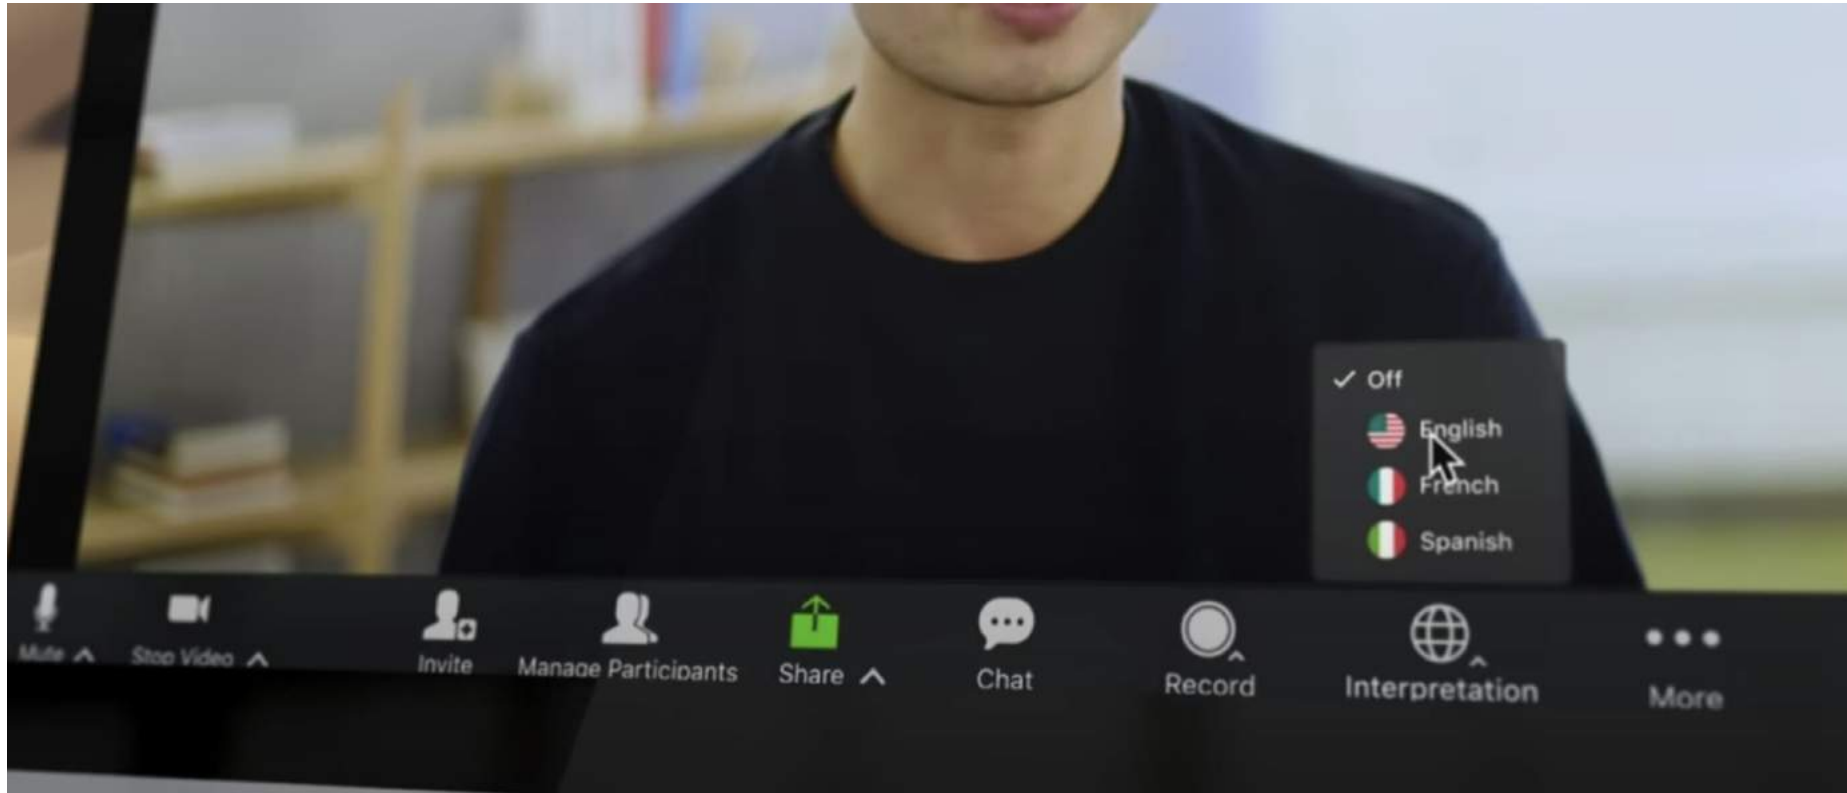 Off
English
French
Spanish
Mute
Stop Video
Invite
Manage Participants
Share
Chat
Record
Interpretation
More